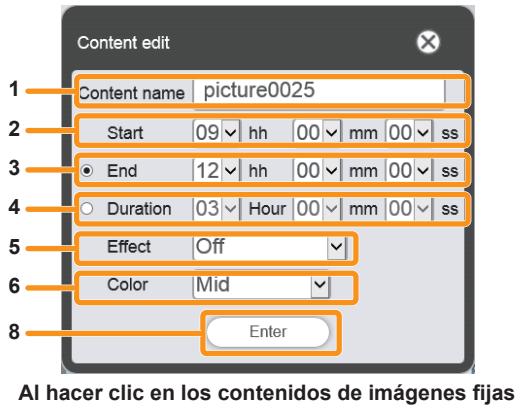 Content edit
1 Content name picture0025
2 Start 09 hh 00 mm 00 ss
3 End 12 hh 00 mm 00 ss
4 Duration 03 Hour 00 mm 00 ss
5 Effect Off
6 Color Mid
8 Enter
Al hacer clic en los contenidos de imágenes fijas